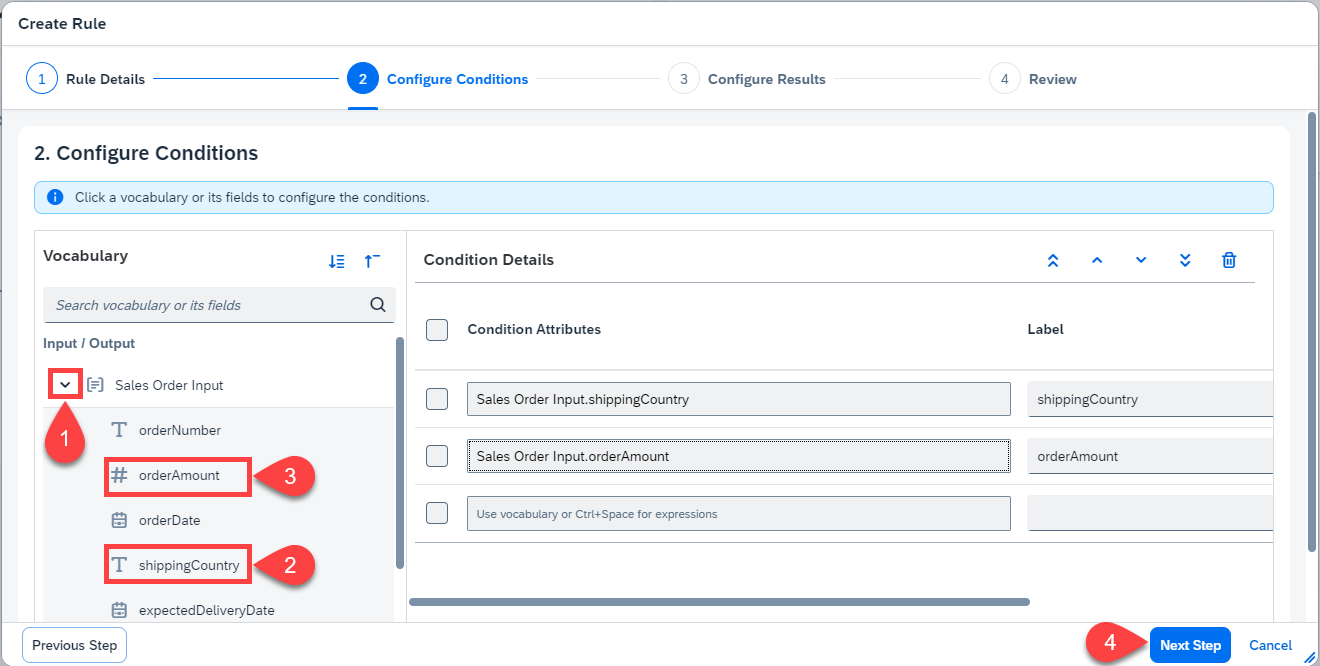 Create Rule
1 Rule Details 2 Configure Conditions 3 Configure Results 4 Review
2. Configure Conditions
Click a vocabulary or its fields to configure the conditions.
Vocabulary
Search vocabulary or its fields
Input / Output
Sales Order Input
1
orderNumber
orderAmount 3
orderDate
shippingCountry 2
expectedDeliveryDate
Condition Details
Condition Attributes Label
Sales Order Input.shippingCountry shippingCountry
Sales Order Input.orderAmount orderAmount
Use vocabulary or Ctrl+Space for expressions
Previous Step 4 Next Step Cancel